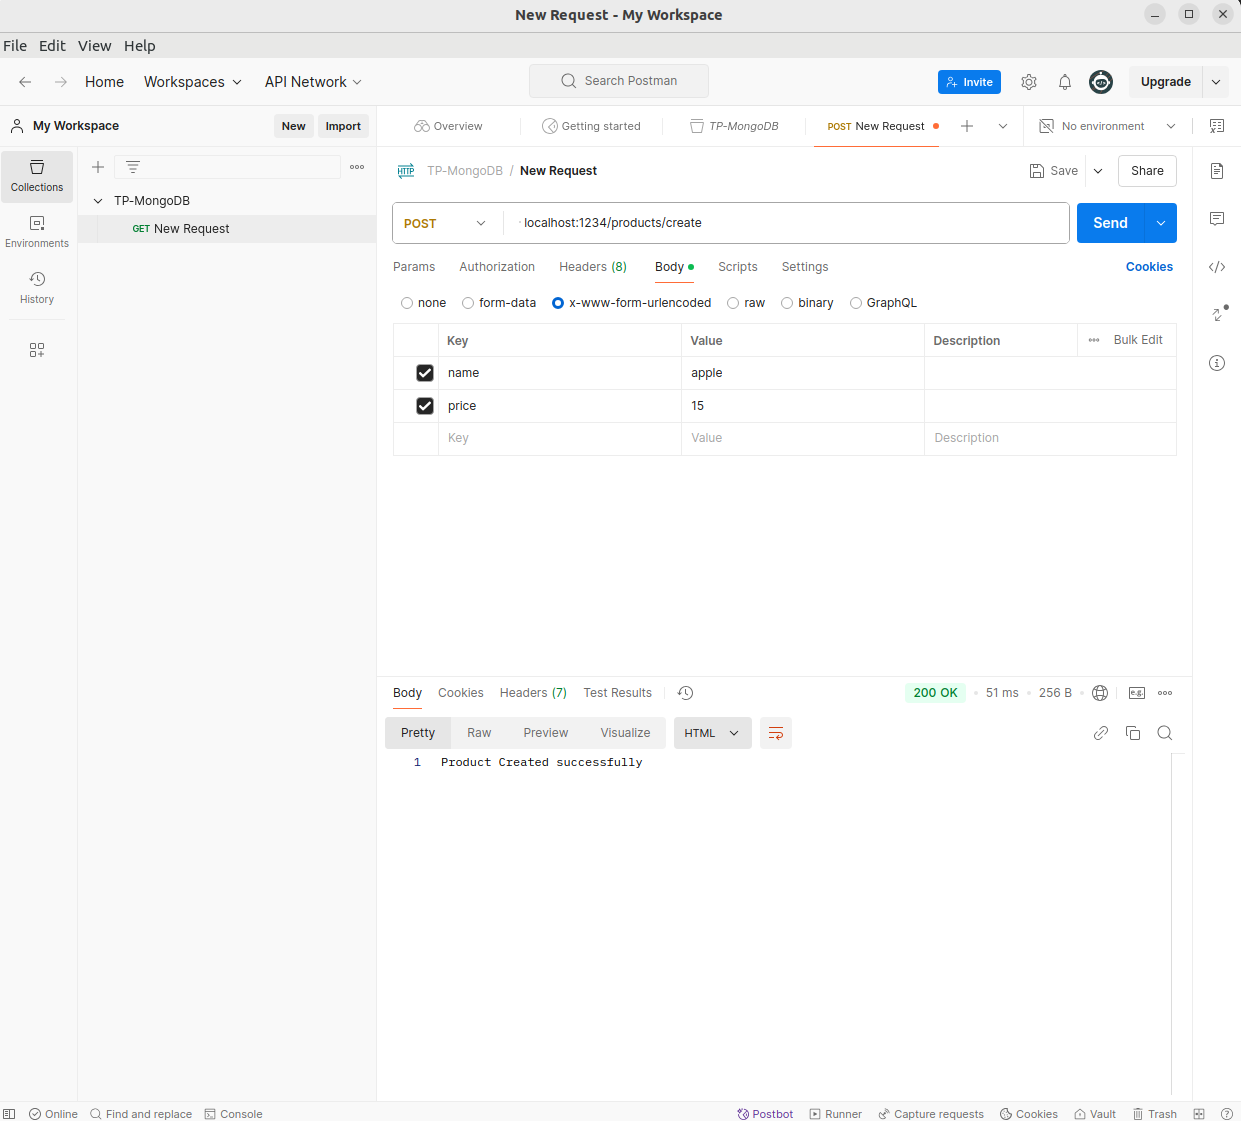 New Request - My Workspace
File Edit View Help
Home Workspaces API Network Search Postman Invite Upgrade
My Workspace New Import Overview Getting started TP-MongoDB POST New Request No environment
Collections
Environments
History
TP-MongoDB
GET New Request
HTTP TP-MongoDB / New Request Save Share
POST localhost:1234/products/create Send
Params Authorization Headers (8) Body Scripts Settings Cookies
none form-data x-www-form-urlencoded raw binary GraphQL
Key Value Description Bulk Edit
name apple
price 15
Key Value Description
Body Cookies Headers (7) Test Results 200 OK 51 ms 256 B e.g.
Pretty Raw Preview Visualize HTML
1 Product Created successfully
Online Find and replace Console Postbot Runner Capture requests Cookies Vault Trash